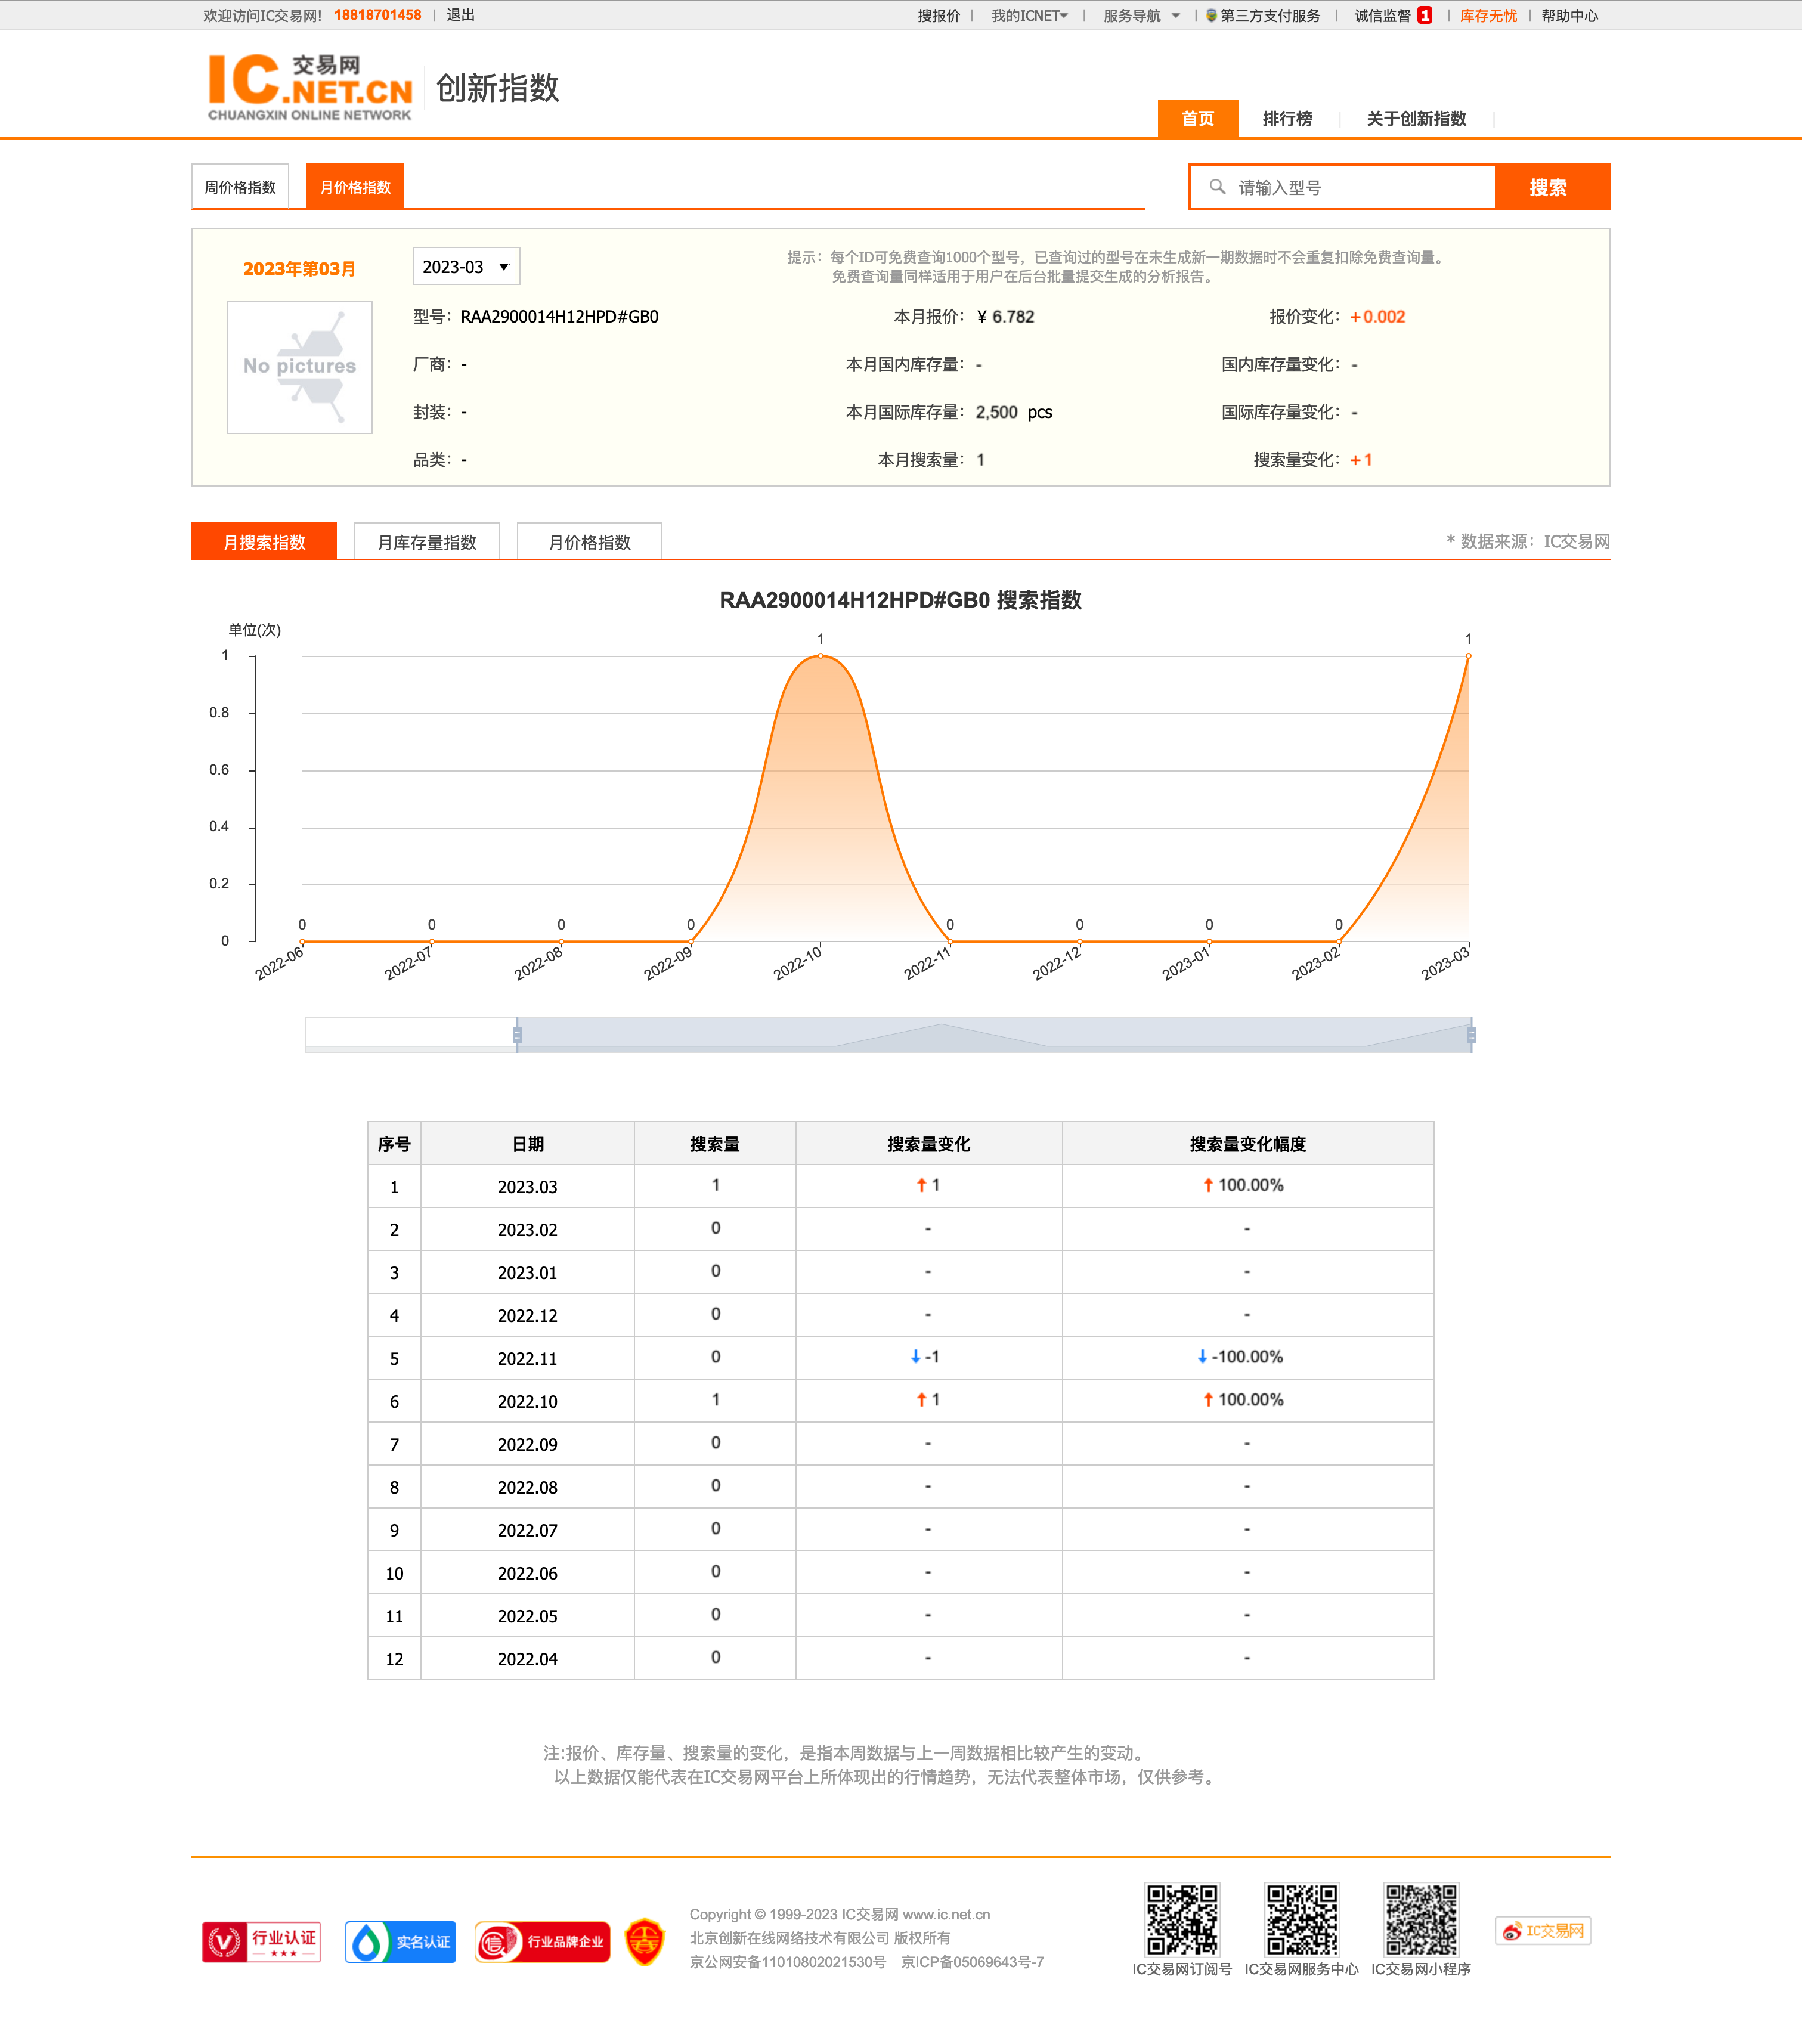 欢迎访问IC交易网! 18818701458 | 退出
搜报价 | 我的ICNET | 服务导航 | 第三方支付服务 | 诚信监督 1 | 库存无忧 | 帮助中心
IC 交易网
.NET.CN
CHUANGXIN ONLINE NETWORK
创新指数
首页 排行榜 关于创新指数
周价格指数 月价格指数
请输入型号 搜索
2023年第03月 2023-03
提示：每个ID可免费查询1000个型号，已查询过的型号在未生成新一期数据时不会重复扣除免费查询量。
免费查询量同样适用于用户在后台批量提交生成的分析报告。
No pictures
型号：RAA2900014H12HPD#GB0 本月报价：¥ 6.782 报价变化：+0.002
厂商：- 本月国内库存量：- 国内库存量变化：-
封装：- 本月国际库存量：2,500 pcs 国际库存量变化：-
品类：- 本月搜索量：1 搜索量变化：+1
月搜索指数 月库存量指数 月价格指数 * 数据来源：IC交易网
RAA2900014H12HPD#GB0 搜索指数
单位(次)
1 1
1
0.8
0.6
0.4
0.2
0 0 0 0 0 0 0 0
0
2022-06 2022-07 2022-08 2022-09 2022-10 2022-11 2022-12 2023-01 2023-02 2023-03
序号 日期 搜索量 搜索量变化 搜索量变化幅度
1 2023.03 1 ↑ 1 ↑ 100.00%
2 2023.02 0 - -
3 2023.01 0 - -
4 2022.12 0 - -
5 2022.11 0 ↓ -1 ↓ -100.00%
6 2022.10 1 ↑ 1 ↑ 100.00%
7 2022.09 0 - -
8 2022.08 0 - -
9 2022.07 0 - -
10 2022.06 0 - -
11 2022.05 0 - -
12 2022.04 0 - -
注:报价、库存量、搜索量的变化，是指本周数据与上一周数据相比较产生的变动。
以上数据仅能代表在IC交易网平台上所体现出的行情趋势，无法代表整体市场，仅供参考。
V 行业认证
实名认证
信 行业品牌企业
Copyright © 1999-2023 IC交易网 www.ic.net.cn
北京创新在线网络技术有限公司 版权所有
京公网安备11010802021530号 京ICP备05069643号-7
IC交易网订阅号 IC交易网服务中心 IC交易网小程序
IC交易网